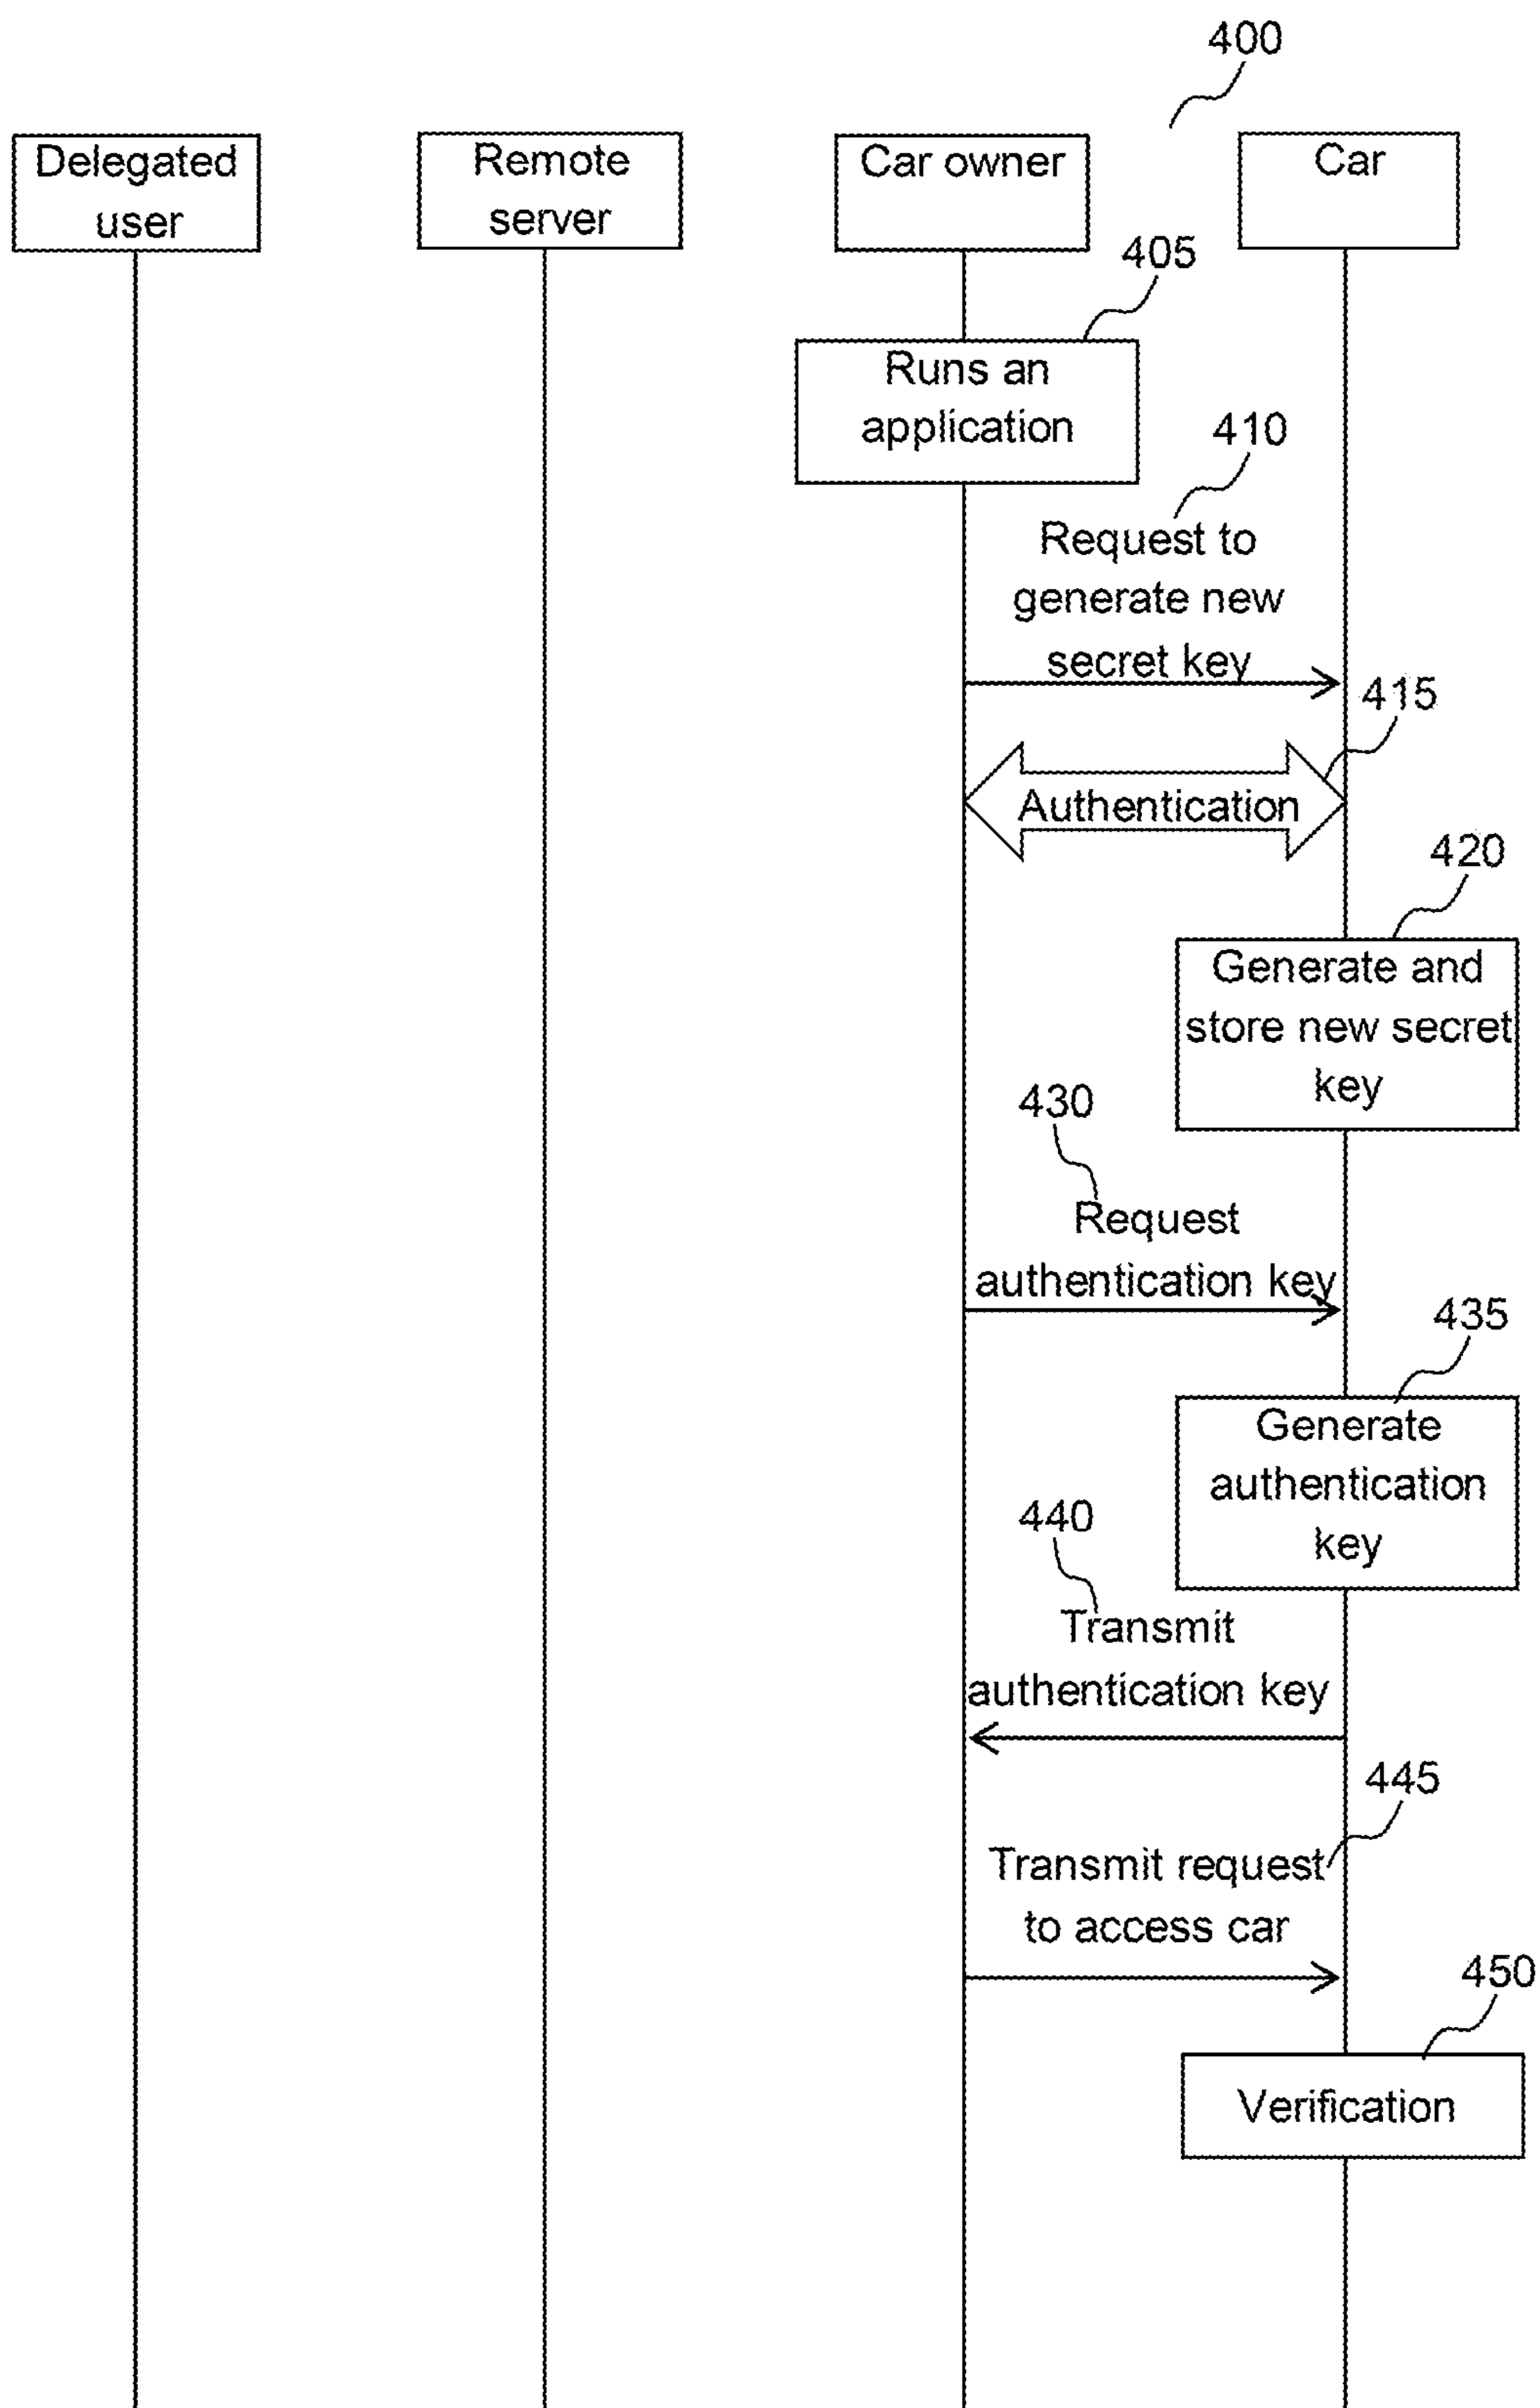 400
Delegated
user
Remote
server
Car owner
Car
405
Runs an
application
410
Request to
generate new
secret key
415
Authentication
420
Generate and
store new secret
key
430
Request
authentication key
435
Generate
authentication
key
440
Transmit
authentication key
445
Transmit request
to access car
450
Verification